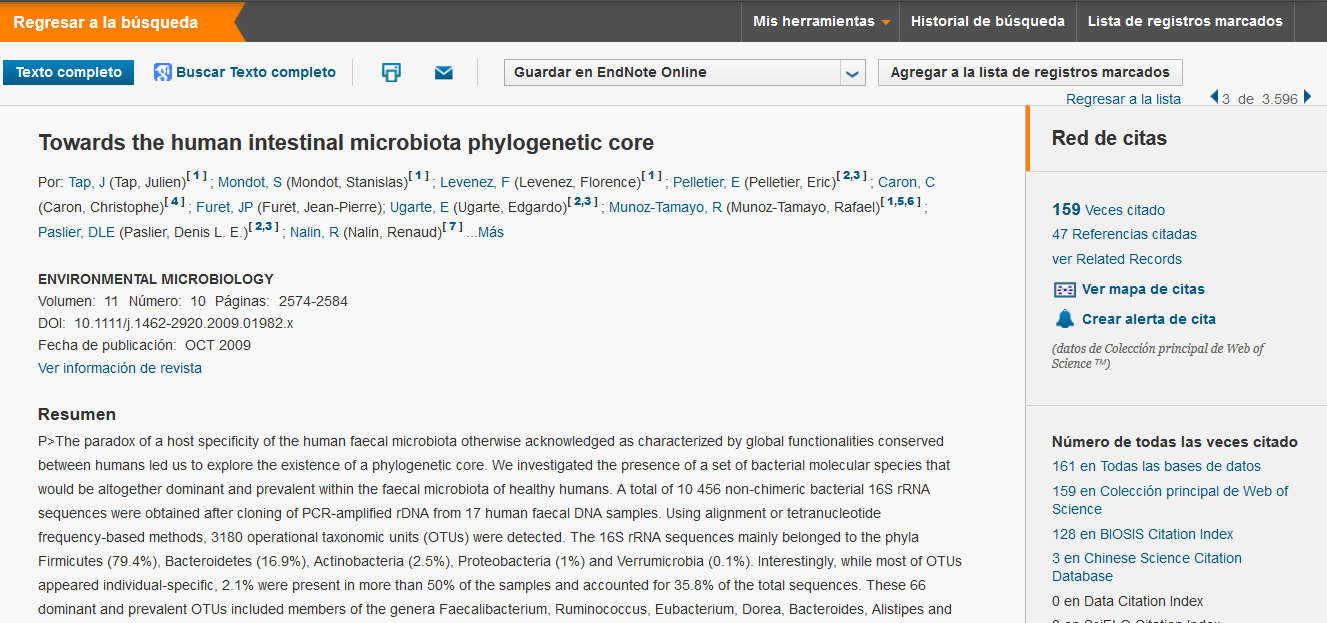 Regresar a la búsqueda
Mis herramientas
Historial de búsqueda
Lista de registros marcados
Texto completo
Buscar Texto completo
Guardar en EndNote Online
Agregar a la lista de registros marcados
Regresar a la lista
3 de 3.596
Towards the human intestinal microbiota phylogenetic core
Por: Tap, J (Tap, Julien)[ 1 ] ; Mondot, S (Mondot, Stanislas)[ 1 ] ; Levenez, F (Levenez, Florence)[ 1 ] ; Pelletier, E (Pelletier, Eric)[ 2,3 ] ; Caron, C
(Caron, Christophe)[ 4 ] ; Furet, JP (Furet, Jean-Pierre); Ugarte, E (Ugarte, Edgardo)[ 2,3 ] ; Munoz-Tamayo, R (Munoz-Tamayo, Rafael)[ 1,5,6 ] ;
Paslier, DLE (Paslier, Denis L. E.)[ 2,3 ] ; Nalin, R (Nalin, Renaud)[ 7 ] ...Más
ENVIRONMENTAL MICROBIOLOGY
Volumen: 11 Número: 10 Páginas: 2574-2584
DOI: 10.1111/j.1462-2920.2009.01982.x
Fecha de publicación: OCT 2009
Ver información de revista
Resumen
P>The paradox of a host specificity of the human faecal microbiota otherwise acknowledged as characterized by global functionalities conserved
between humans led us to explore the existence of a phylogenetic core. We investigated the presence of a set of bacterial molecular species that
would be altogether dominant and prevalent within the faecal microbiota of healthy humans. A total of 10 456 non-chimeric bacterial 16S rRNA
sequences were obtained after cloning of PCR-amplified rDNA from 17 human faecal DNA samples. Using alignment or tetranucleotide
frequency-based methods, 3180 operational taxonomic units (OTUs) were detected. The 16S rRNA sequences mainly belonged to the phyla
Firmicutes (79.4%), Bacteroidetes (16.9%), Actinobacteria (2.5%), Proteobacteria (1%) and Verrumicrobia (0.1%). Interestingly, while most of OTUs
appeared individual-specific, 2.1% were present in more than 50% of the samples and accounted for 35.8% of the total sequences. These 66
dominant and prevalent OTUs included members of the genera Faecalibacterium, Ruminococcus, Eubacterium, Dorea, Bacteroides, Alistipes and
Red de citas
159 Veces citado
47 Referencias citadas
ver Related Records
Ver mapa de citas
Crear alerta de cita
(datos de Colección principal de Web of
Science ™)
Número de todas las veces citado
161 en Todas las bases de datos
159 en Colección principal de Web of
Science
128 en BIOSIS Citation Index
3 en Chinese Science Citation
Database
0 en Data Citation Index
0 en SciELO Citation Index